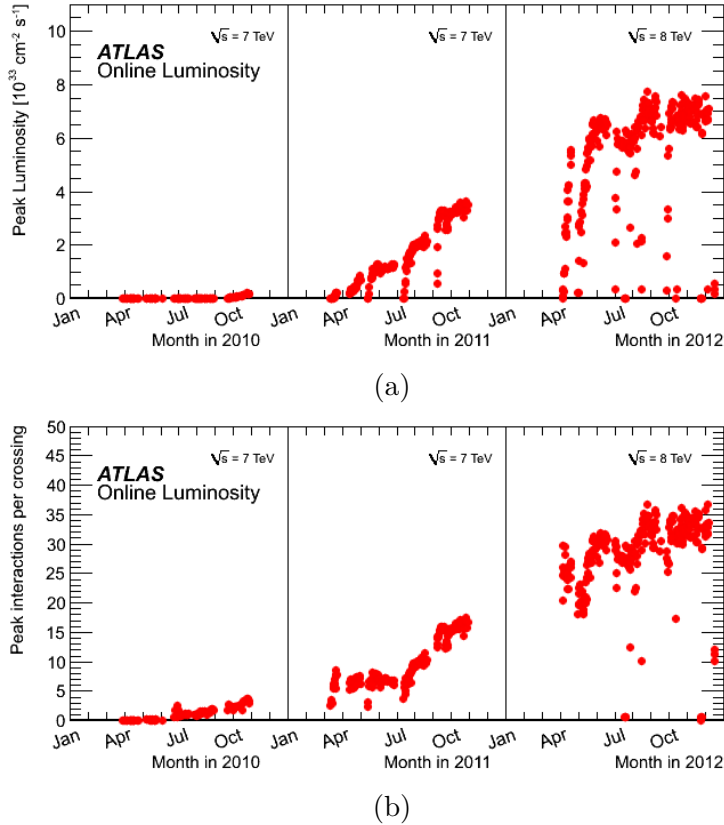 Peak Luminosity [10³³ cm⁻² s⁻¹]
10
8
6
4
2
0
ATLAS
Online Luminosity
√s = 7 TeV
√s = 7 TeV
√s = 8 TeV
Jan Apr Jul Oct Jan Apr Jul Oct Jan Apr Jul Oct
Month in 2010 Month in 2011 Month in 2012
(a)
Peak interactions per crossing
50
45
40
35
30
25
20
15
10
5
0
ATLAS
Online Luminosity
√s = 7 TeV
√s = 7 TeV
√s = 8 TeV
Jan Apr Jul Oct Jan Apr Jul Oct Jan Apr Jul Oct
Month in 2010 Month in 2011 Month in 2012
(b)